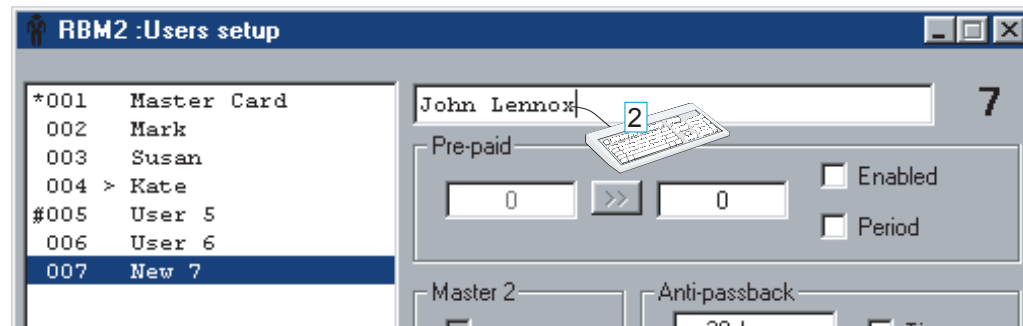 RBM2 :Users setup
*001 Master Card
002 Mark
003 Susan
004 > Kate
#005 User 5
006 User 6
007 New 7
John Lennox
2
7
Pre-paid
0 >> 0
Enabled
Period
Master 2
Anti-passback